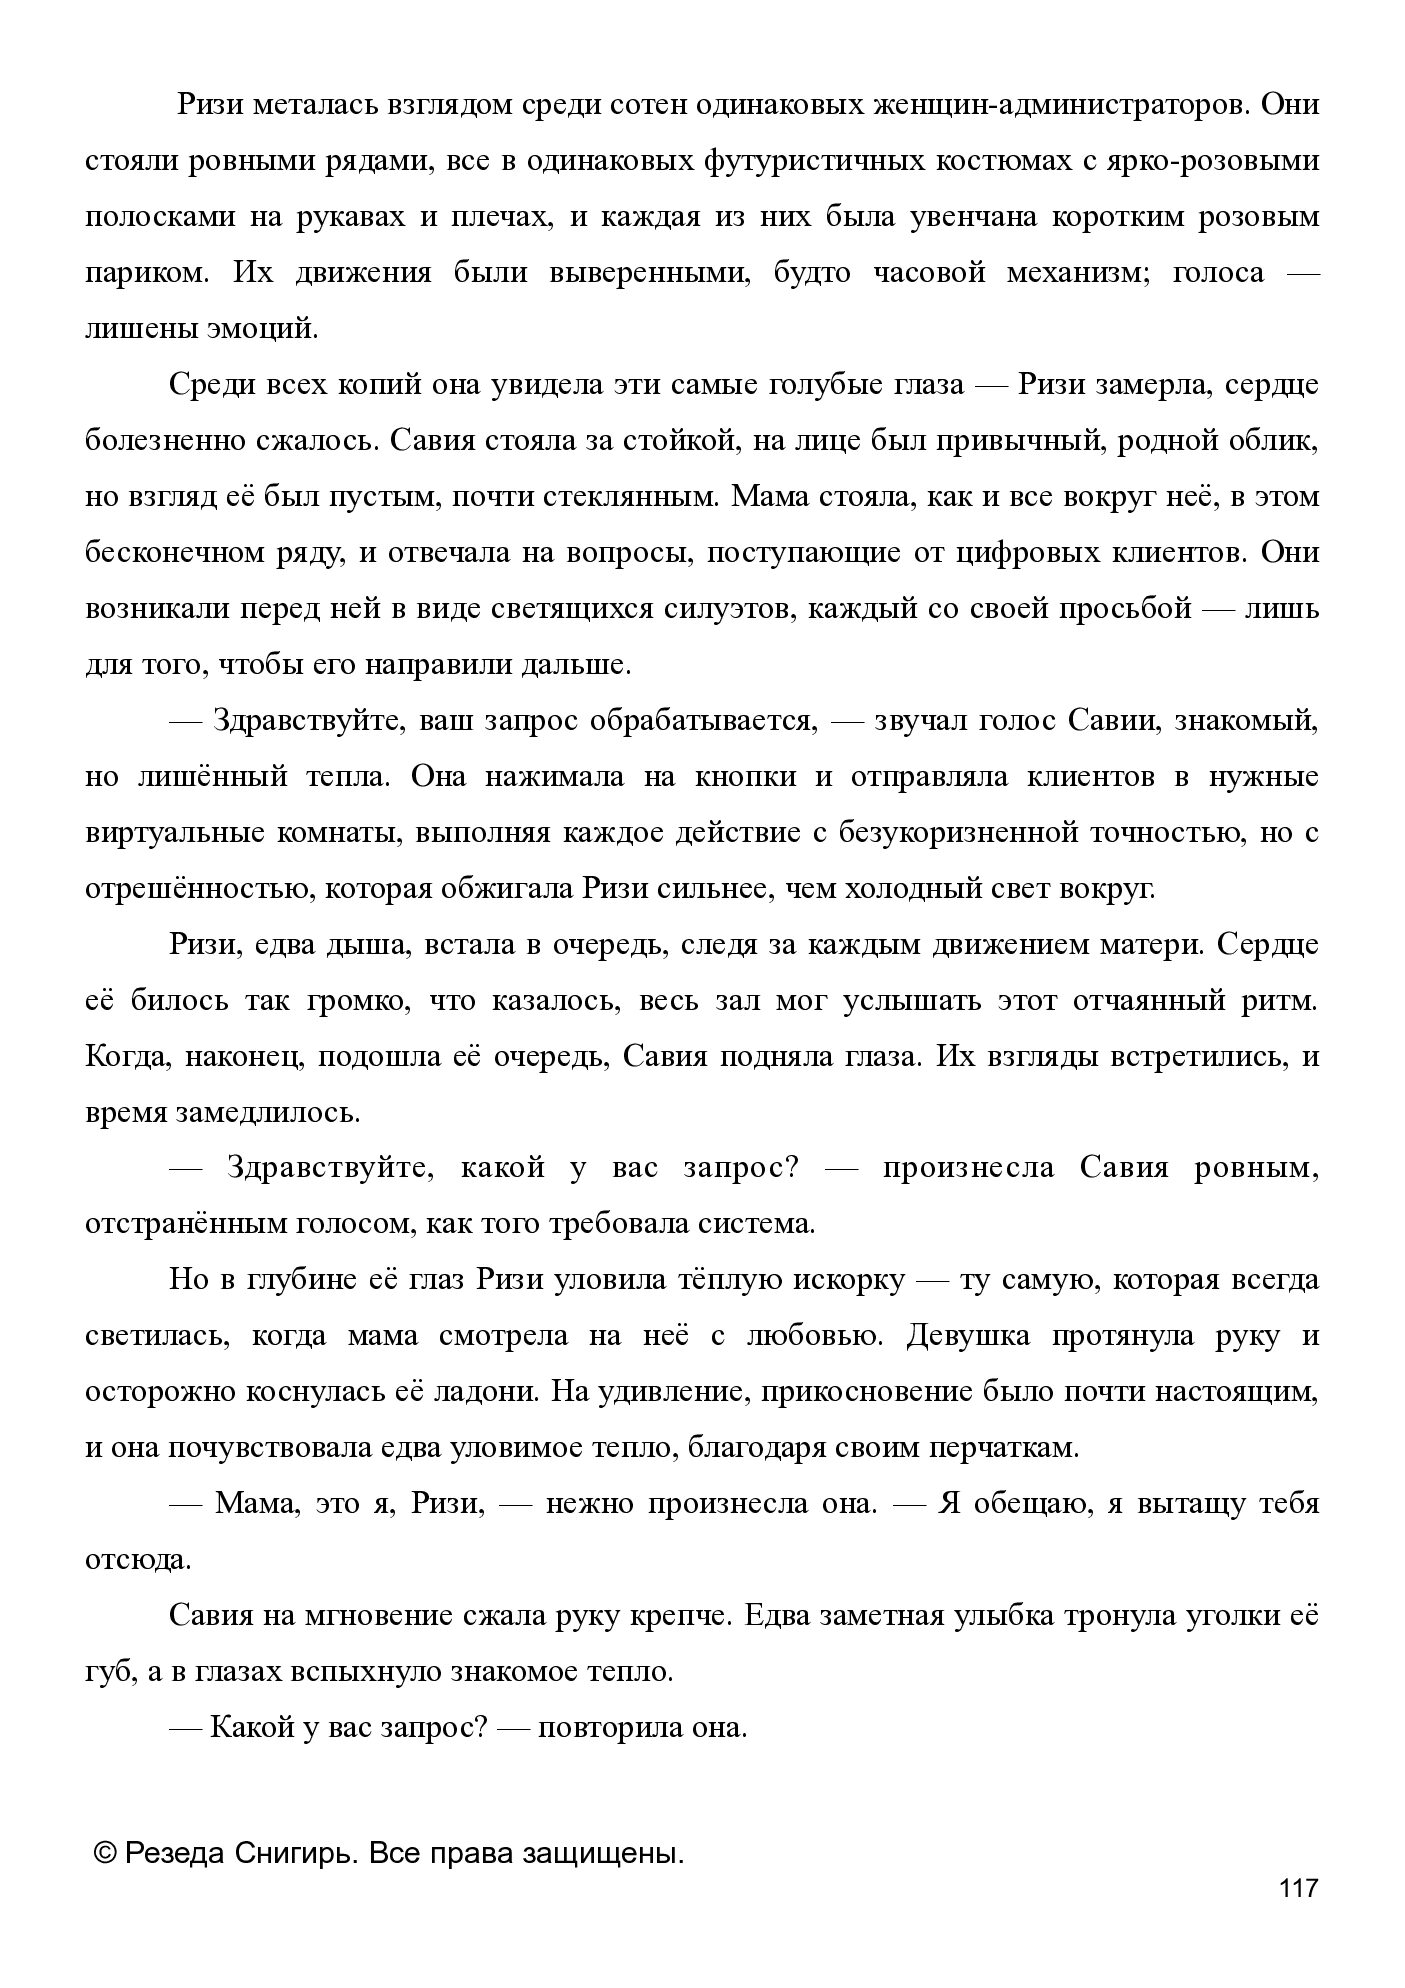 Ризи металась взглядом среди сотен одинаковых женщин-администраторов. Они
стояли ровными рядами, все в одинаковых футуристичных костюмах с ярко-розовыми
полосками на рукавах и плечах, и каждая из них была увенчана коротким розовым
париком. Их движения были выверенными, будто часовой механизм; голоса —
лишены эмоций.
Среди всех копий она увидела эти самые голубые глаза — Ризи замерла, сердце
болезненно сжалось. Савия стояла за стойкой, на лице был привычный, родной облик,
но взгляд её был пустым, почти стеклянным. Мама стояла, как и все вокруг неё, в этом
бесконечном ряду, и отвечала на вопросы, поступающие от цифровых клиентов. Они
возникали перед ней в виде светящихся силуэтов, каждый со своей просьбой — лишь
для того, чтобы его направили дальше.
— Здравствуйте, ваш запрос обрабатывается, — звучал голос Савии, знакомый,
но лишённый тепла. Она нажимала на кнопки и отправляла клиентов в нужные
виртуальные комнаты, выполняя каждое действие с безукоризненной точностью, но с
отрешённостью, которая обжигала Ризи сильнее, чем холодный свет вокруг.
Ризи, едва дыша, встала в очередь, следя за каждым движением матери. Сердце
её билось так громко, что казалось, весь зал мог услышать этот отчаянный ритм.
Когда, наконец, подошла её очередь, Савия подняла глаза. Их взгляды встретились, и
время замедлилось.
— Здравствуйте, какой у вас запрос? — произнесла Савия ровным,
отстранённым голосом, как того требовала система.
Но в глубине её глаз Ризи уловила тёплую искорку — ту самую, которая всегда
светилась, когда мама смотрела на неё с любовью. Девушка протянула руку и
осторожно коснулась её ладони. На удивление, прикосновение было почти настоящим,
и она почувствовала едва уловимое тепло, благодаря своим перчаткам.
— Мама, это я, Ризи, — нежно произнесла она. — Я обещаю, я вытащу тебя
отсюда.
Савия на мгновение сжала руку крепче. Едва заметная улыбка тронула уголки её
губ, а в глазах вспыхнуло знакомое тепло.
— Какой у вас запрос? — повторила она.
© Резеда Снигирь. Все права защищены.
117